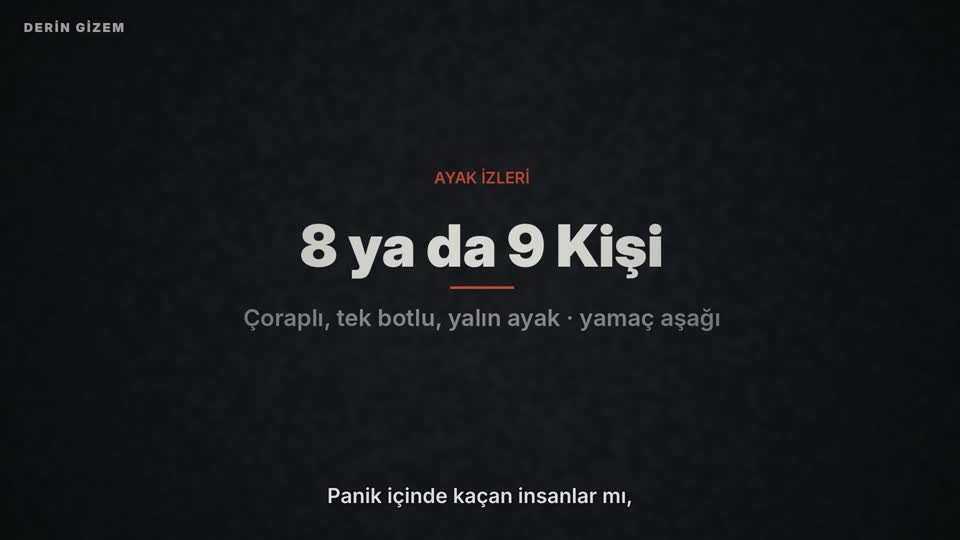 DERİN GİZEM
AYAK İZLERİ
8 ya da 9 Kişi
Çoraplı, tek botlu, yalın ayak · yamaç aşağı
Panik içinde kaçan insanlar mı,